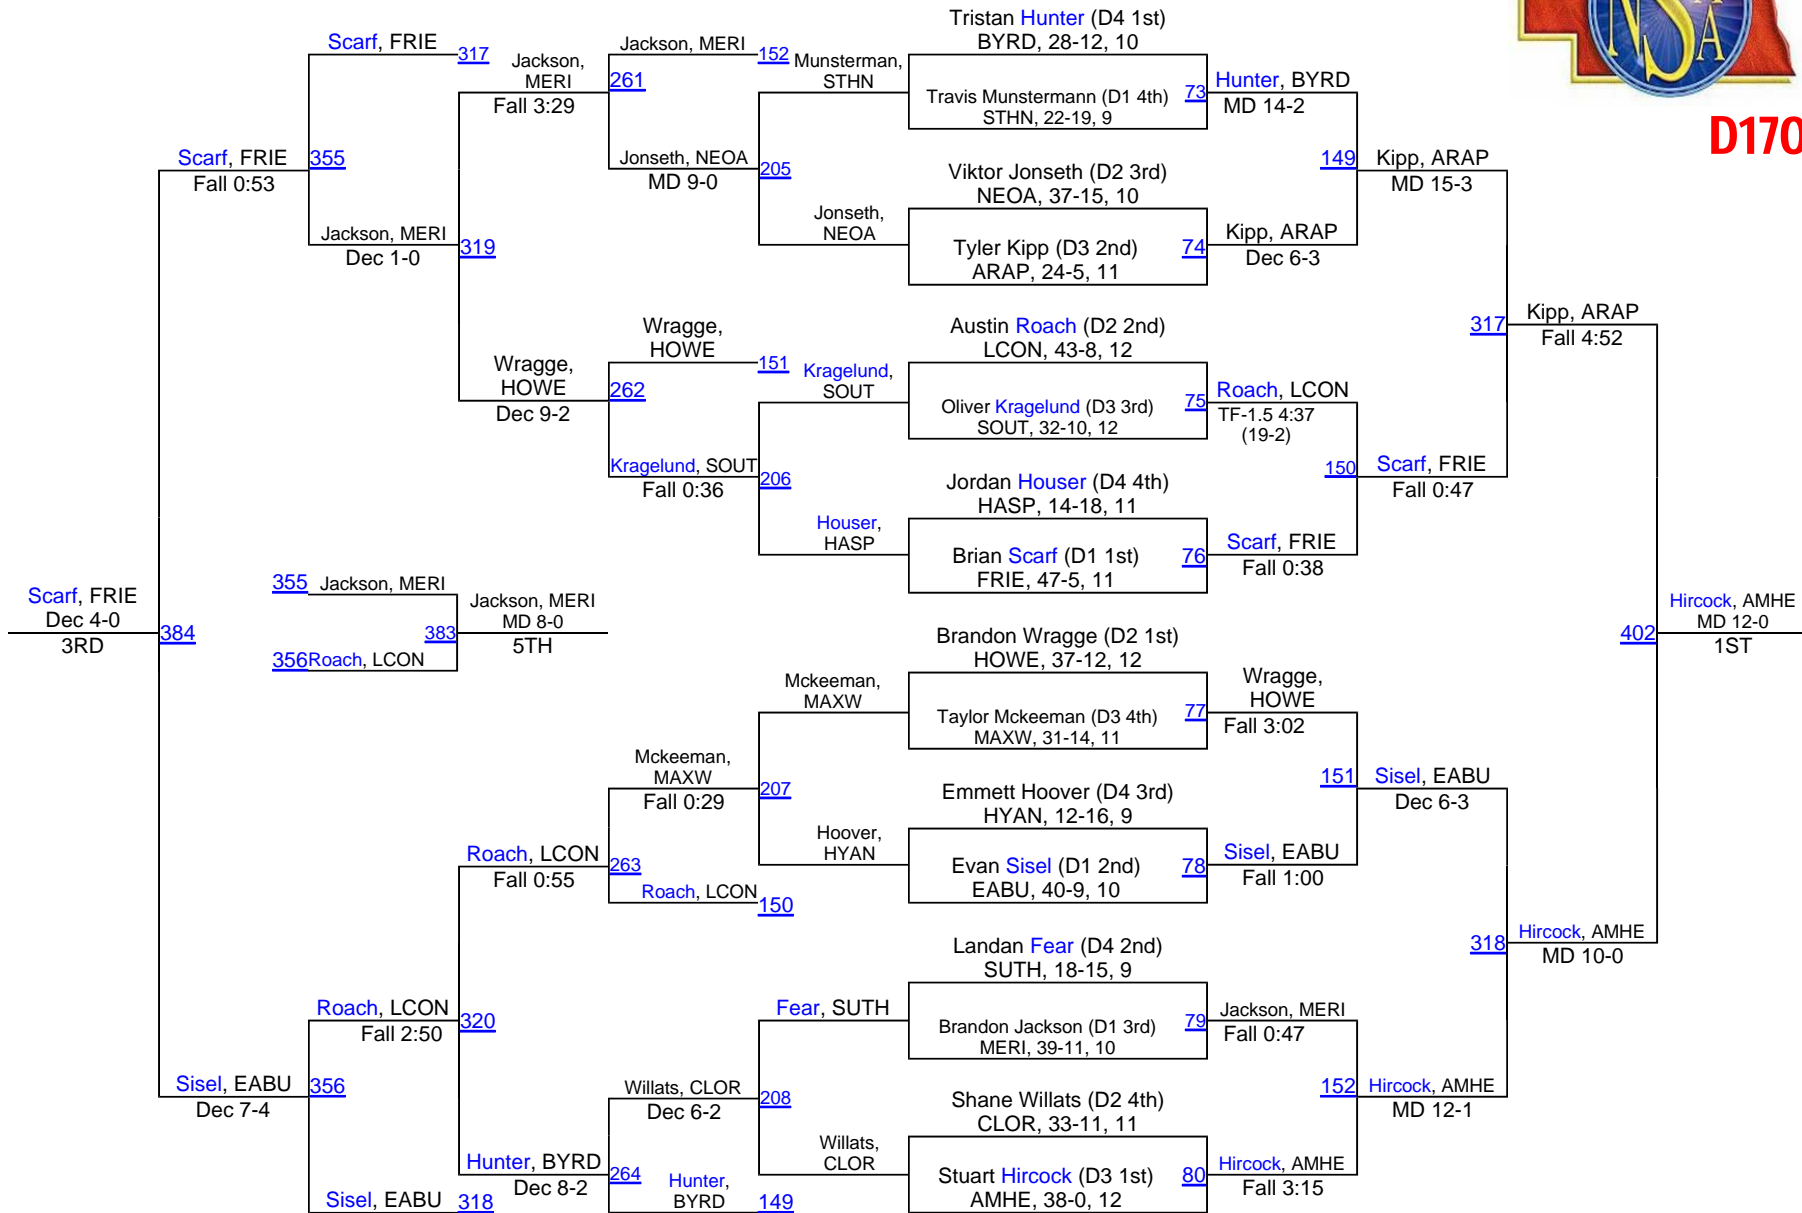 NSAA
D170
Tristan Hunter (D4 1st)
BYRD, 28-12, 10
Travis Munstermann (D1 4th)
STHN, 22-19, 9
73
Viktor Jonseth (D2 3rd)
NEOA, 37-15, 10
Tyler Kipp (D3 2nd)
ARAP, 24-5, 11
74
Austin Roach (D2 2nd)
LCON, 43-8, 12
Oliver Kragelund (D3 3rd)
SOUT, 32-10, 12
75
Jordan Houser (D4 4th)
HASP, 14-18, 11
Brian Scarf (D1 1st)
FRIE, 47-5, 11
76
Brandon Wragge (D2 1st)
HOWE, 37-12, 12
Taylor Mckeeman (D3 4th)
MAXW, 31-14, 11
77
Emmett Hoover (D4 3rd)
HYAN, 12-16, 9
Evan Sisel (D1 2nd)
EABU, 40-9, 10
78
Landan Fear (D4 2nd)
SUTH, 18-15, 9
Brandon Jackson (D1 3rd)
MERI, 39-11, 10
79
Shane Willats (D2 4th)
CLOR, 33-11, 11
Stuart Hircock (D3 1st)
AMHE, 38-0, 12
80
Hunter, BYRD
MD 14-2
149
Kipp, ARAP
Dec 6-3
Roach, LCON
TF-1.5 4:37
(19-2)
150
Scarf, FRIE
Fall 0:38
Wragge,
HOWE
Fall 3:02
151
Sisel, EABU
Fall 1:00
Jackson, MERI
Fall 0:47
152
Hircock, AMHE
Fall 3:15
Kipp, ARAP
MD 15-3
317
Scarf, FRIE
Fall 0:47
Sisel, EABU
Dec 6-3
318
Hircock, AMHE
MD 12-1
Kipp, ARAP
Fall 4:52
402
Hircock, AMHE
MD 10-0
Hircock, AMHE
MD 12-0
1ST
Munsterman,
STHN
205
Jonseth,
NEOA
Kragelund,
SOUT
206
Houser,
HASP
Mckeeman,
MAXW
207
Hoover,
HYAN
Fear, SUTH
208
Willats,
CLOR
Jackson, MERI
152
261
Jonseth, NEOA
MD 9-0
Wragge,
HOWE
151
262
Kragelund, SOUT
Fall 0:36
Mckeeman,
MAXW
Fall 0:29
263
Roach, LCON
150
Willats, CLOR
Dec 6-2
264
Hunter,
BYRD
149
Jackson,
MERI
Fall 3:29
319
Wragge,
HOWE
Dec 9-2
Roach, LCON
Fall 0:55
320
Hunter, BYRD
Dec 8-2
Scarf, FRIE
317
355
Jackson, MERI
Dec 1-0
Roach, LCON
Fall 2:50
356
Sisel, EABU
318
Scarf, FRIE
Fall 0:53
384
Sisel, EABU
Dec 7-4
Scarf, FRIE
Dec 4-0
3RD
355
Jackson, MERI
383
356
Roach, LCON
Jackson, MERI
MD 8-0
5TH